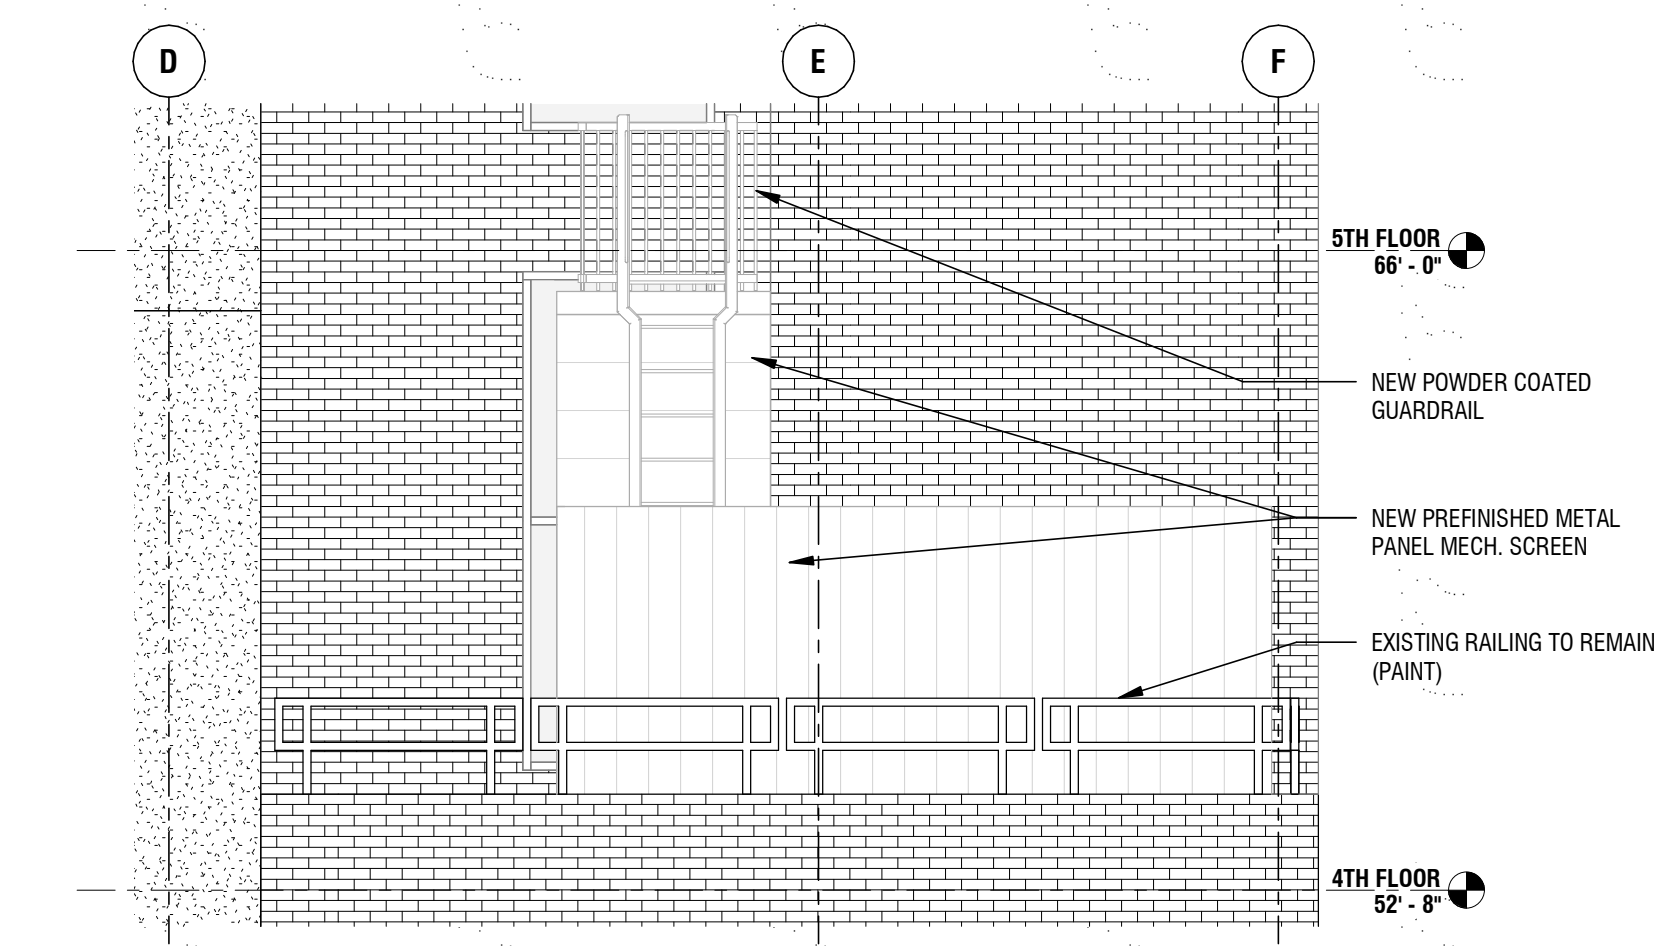 D
E
F
5TH FLOOR
66' - 0"
NEW POWDER COATED
GUARDRAIL
NEW PREFINISHED METAL
PANEL MECH. SCREEN
EXISTING RAILING TO REMAIN
(PAINT)
4TH FLOOR
52' - 8"